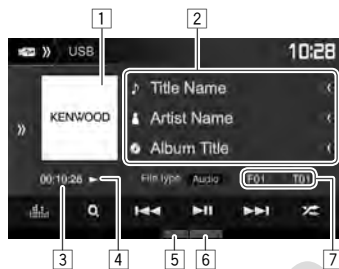 1 2
USB 10:28
Title Name
KENWOOD Artist Name
Album Title
00:10:26 File type Audio F01 T01
3 4 5 6 7